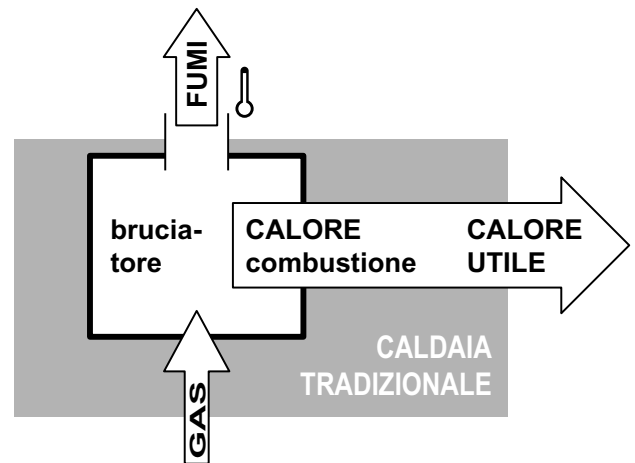 FUMI
brucia-
tore
CALORE
combustione
CALORE
UTILE
CALDAIA
TRADIZIONALE
GAS